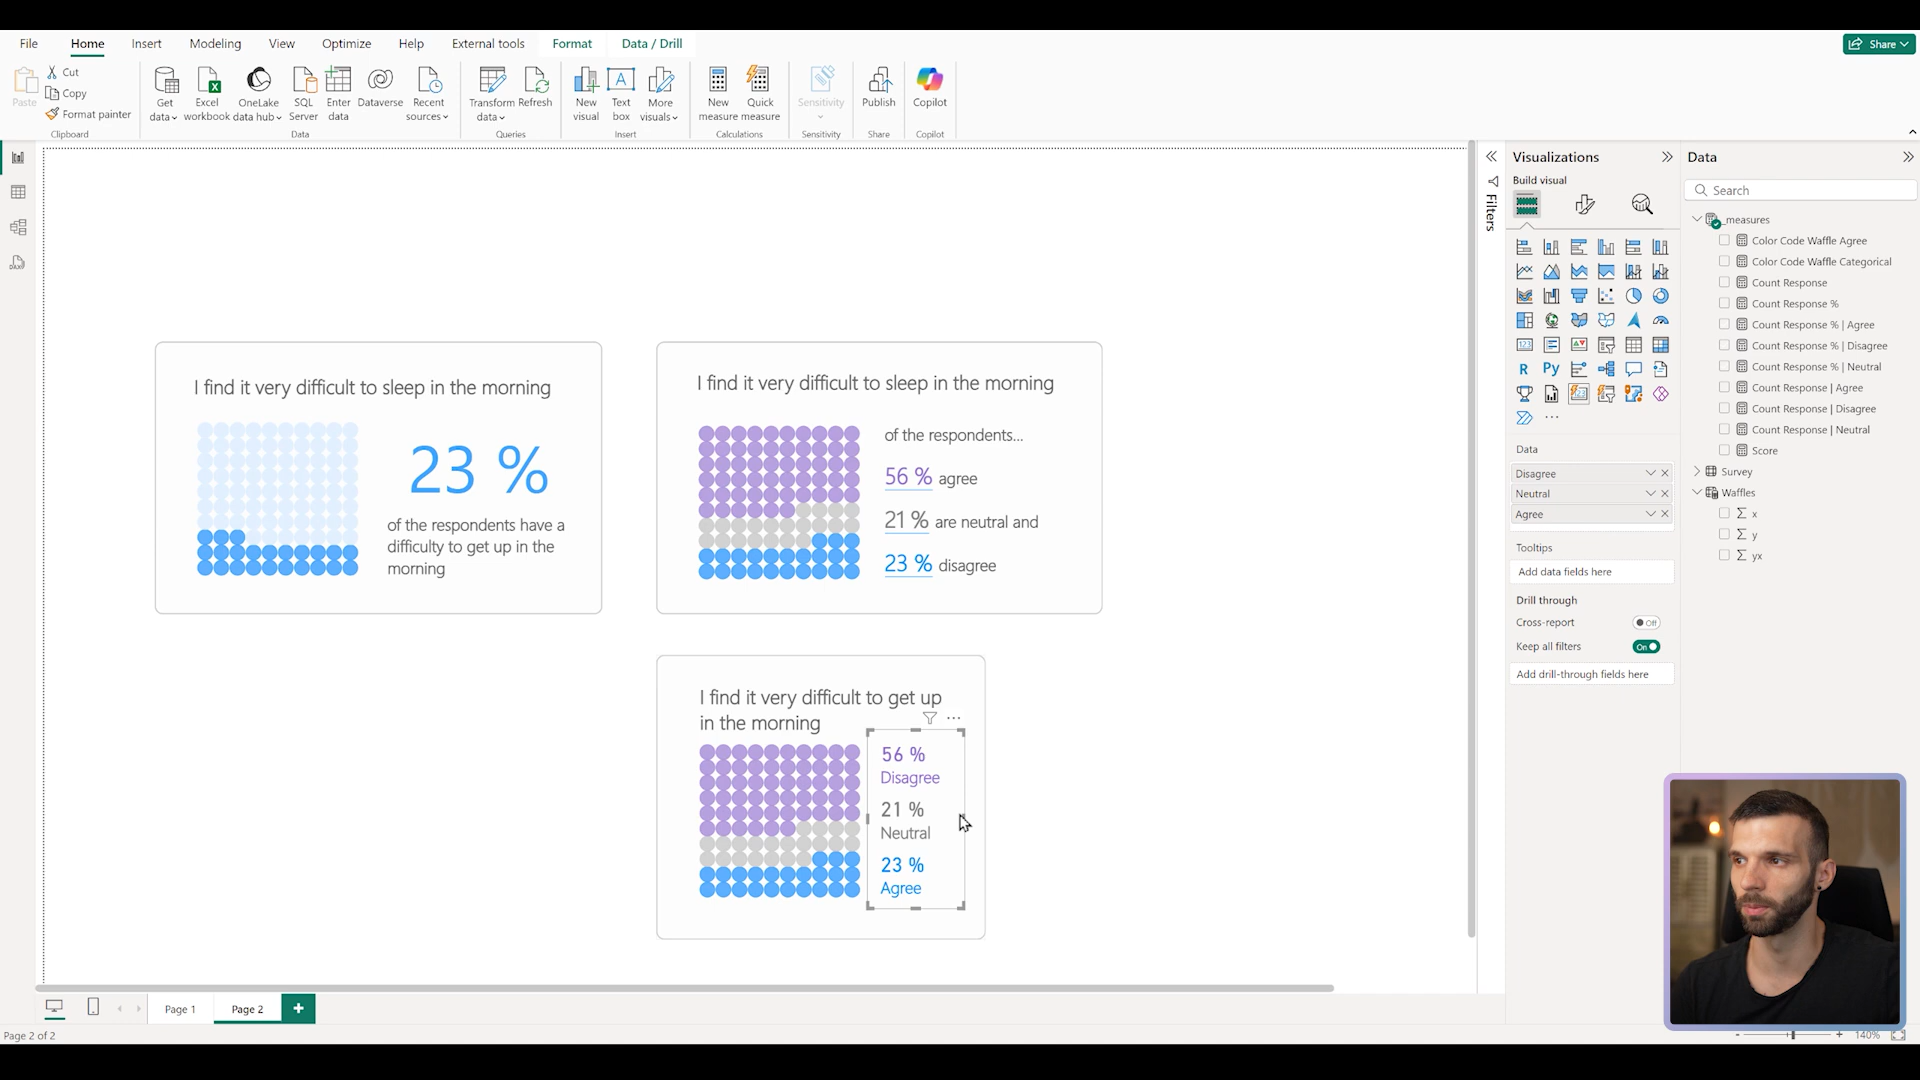 File Home Insert Modeling View Optimize Help External tools Format Data / Drill
Share
Paste
Cut
Copy
Format painter
Clipboard
Get data
Excel workbook
OneLake data hub
SQL Server
Enter data
Dataverse
Recent sources
Data
Transform data
Refresh
Queries
New visual
Text box
More visuals
Insert
New measure
Quick measure
Calculations
Sensitivity
Sensitivity
Publish
Share
Copilot
Copilot
I find it very difficult to sleep in the morning
23 %
of the respondents have a
difficulty to get up in the
morning
I find it very difficult to sleep in the morning
of the respondents...
56 % agree
21 % are neutral and
23 % disagree
I find it very difficult to get up
in the morning
56 %
Disagree
21 %
Neutral
23 %
Agree
Filters
Visualizations
Build visual
R Py
123
Data
Disagree
Neutral
Agree
Tooltips
Add data fields here
Drill through
Cross-report Off
Keep all filters On
Add drill-through fields here
Data
Search
_measures
Color Code Waffle Agree
Color Code Waffle Categorical
Count Response
Count Response %
Count Response % | Agree
Count Response % | Disagree
Count Response % | Neutral
Count Response | Agree
Count Response | Disagree
Count Response | Neutral
Score
Survey
Waffles
x
y
yx
Page 1 Page 2 +
Page 2 of 2
- + 140%